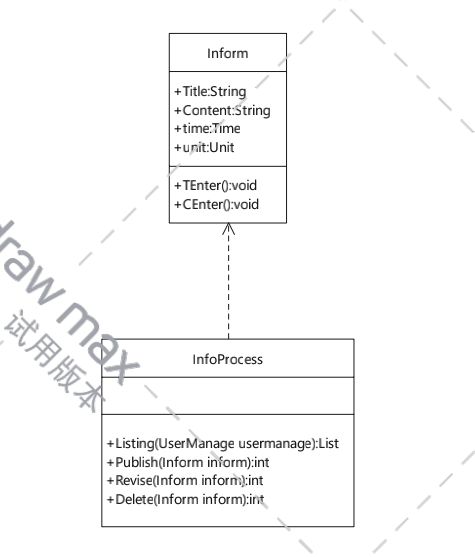 Inform
+Title:String
+Content:String
+time:Time
+unit:Unit
+TEnter():void
+CEnter():void
draw max
试用版本
InfoProcess
+Listing(UserManage usermanage):List
+Publish(Inform inform):int
+Revise(Inform inform):int
+Delete(Inform inform):int